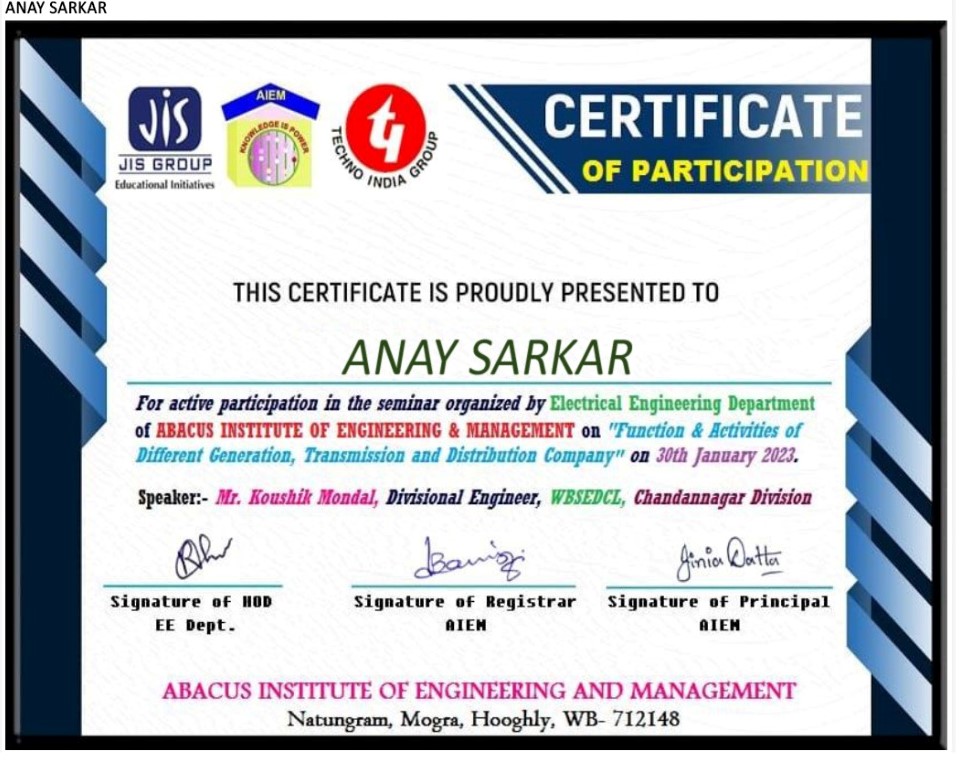 ANAY SARKAR
JIS
JIS GROUP
Educational Initiatives
AIEM
KNOWLEDGE IS POWER
TECHNO INDIA GROUP
CERTIFICATE
OF PARTICIPATION
THIS CERTIFICATE IS PROUDLY PRESENTED TO
ANAY SARKAR
For active participation in the seminar organized by Electrical Engineering Department
of ABACUS INSTITUTE OF ENGINEERING & MANAGEMENT on "Function & Activities of
Different Generation, Transmission and Distribution Company" on 30th January 2023.
Speaker:- Mr. Koushik Mondal, Divisional Engineer, WBSEDCL, Chandannagar Division
Jinia Datta
Signature of HOD
EE Dept.
Signature of Registrar
AIEM
Signature of Principal
AIEM
ABACUS INSTITUTE OF ENGINEERING AND MANAGEMENT
Natungram, Mogra, Hooghly, WB- 712148